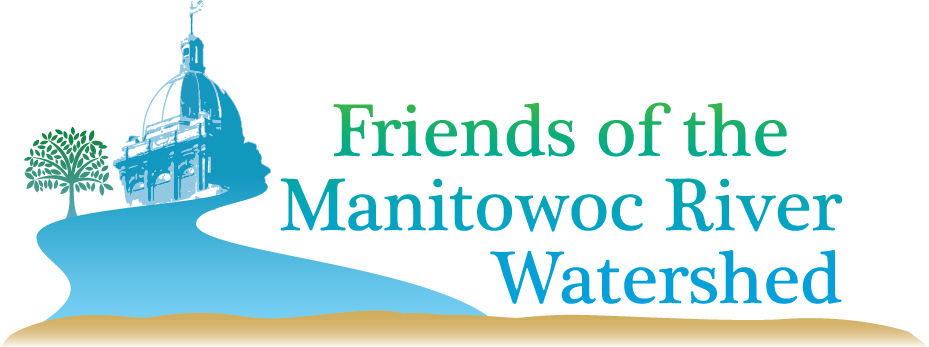 Friends of the
Manitowoc River
Watershed